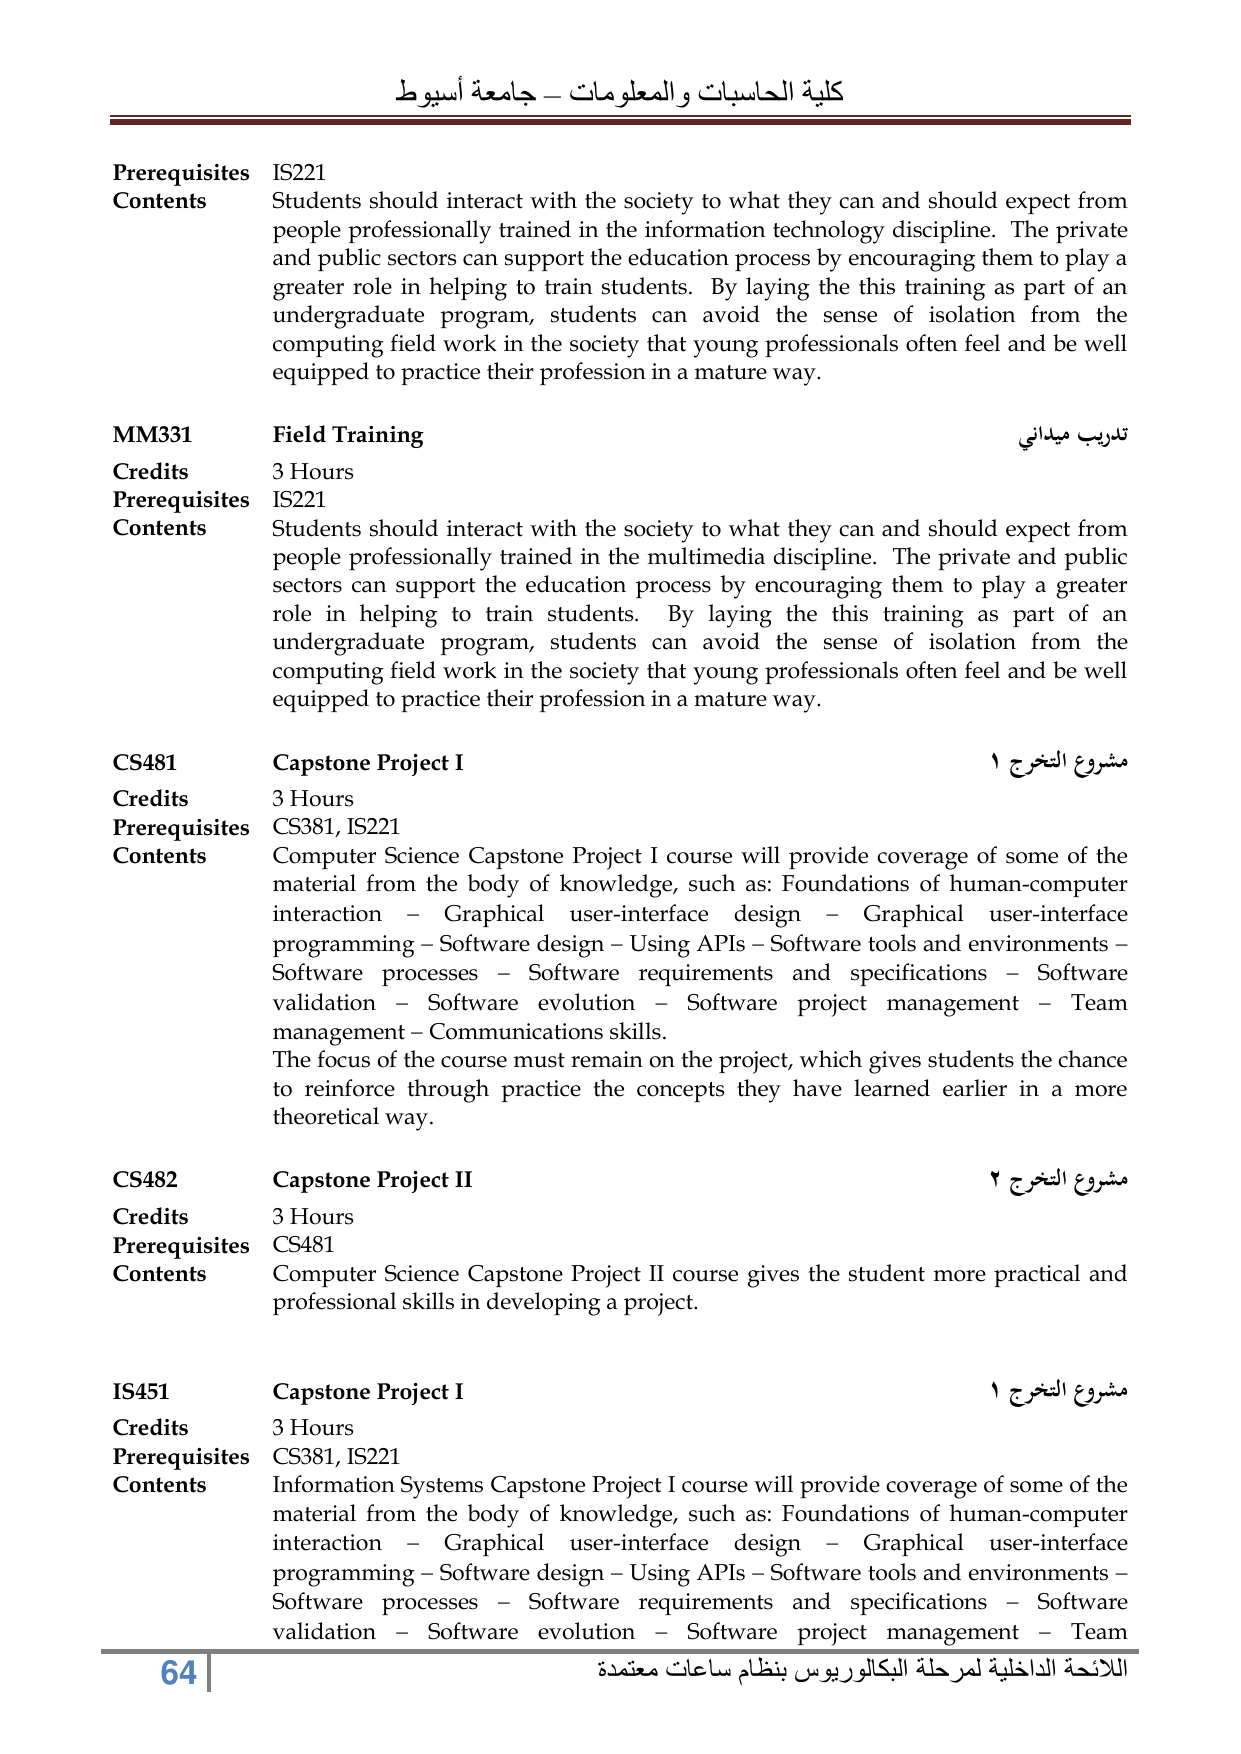 كلية الحاسبات والمعلومات – جامعة أسيوط
Prerequisites IS221
Contents Students should interact with the society to what they can and should expect from
people professionally trained in the information technology discipline. The private
and public sectors can support the education process by encouraging them to play a
greater role in helping to train students. By laying the this training as part of an
undergraduate program, students can avoid the sense of isolation from the
computing field work in the society that young professionals often feel and be well
equipped to practice their profession in a mature way.
MM331 Field Training تدريب ميداني
Credits 3 Hours
Prerequisites IS221
Contents Students should interact with the society to what they can and should expect from
people professionally trained in the multimedia discipline. The private and public
sectors can support the education process by encouraging them to play a greater
role in helping to train students. By laying the this training as part of an
undergraduate program, students can avoid the sense of isolation from the
computing field work in the society that young professionals often feel and be well
equipped to practice their profession in a mature way.
CS481 Capstone Project I مشروع التخرج ١
Credits 3 Hours
Prerequisites CS381, IS221
Contents Computer Science Capstone Project I course will provide coverage of some of the
material from the body of knowledge, such as: Foundations of human-computer
interaction – Graphical user-interface design – Graphical user-interface
programming – Software design – Using APIs – Software tools and environments –
Software processes – Software requirements and specifications – Software
validation – Software evolution – Software project management – Team
management – Communications skills.
The focus of the course must remain on the project, which gives students the chance
to reinforce through practice the concepts they have learned earlier in a more
theoretical way.
CS482 Capstone Project II مشروع التخرج ٢
Credits 3 Hours
Prerequisites CS481
Contents Computer Science Capstone Project II course gives the student more practical and
professional skills in developing a project.
IS451 Capstone Project I مشروع التخرج ١
Credits 3 Hours
Prerequisites CS381, IS221
Contents Information Systems Capstone Project I course will provide coverage of some of the
material from the body of knowledge, such as: Foundations of human-computer
interaction – Graphical user-interface design – Graphical user-interface
programming – Software design – Using APIs – Software tools and environments –
Software processes – Software requirements and specifications – Software
validation – Software evolution – Software project management – Team
64 اللائحة الداخلية لمرحلة البكالوريوس بنظام ساعات معتمدة